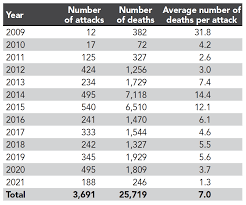 Year Number of attacks Number of deaths Average number of deaths per attack
2009 12 382 31.8
2010 17 72 4.2
2011 125 327 2.6
2012 424 1,256 3.0
2013 234 1,729 7.4
2014 495 7,118 14.4
2015 540 6,510 12.1
2016 241 1,470 6.1
2017 333 1,544 4.6
2018 242 1,327 5.5
2019 345 1,929 5.6
2020 495 1,809 3.7
2021 188 246 1.3
Total 3,691 25,719 7.0